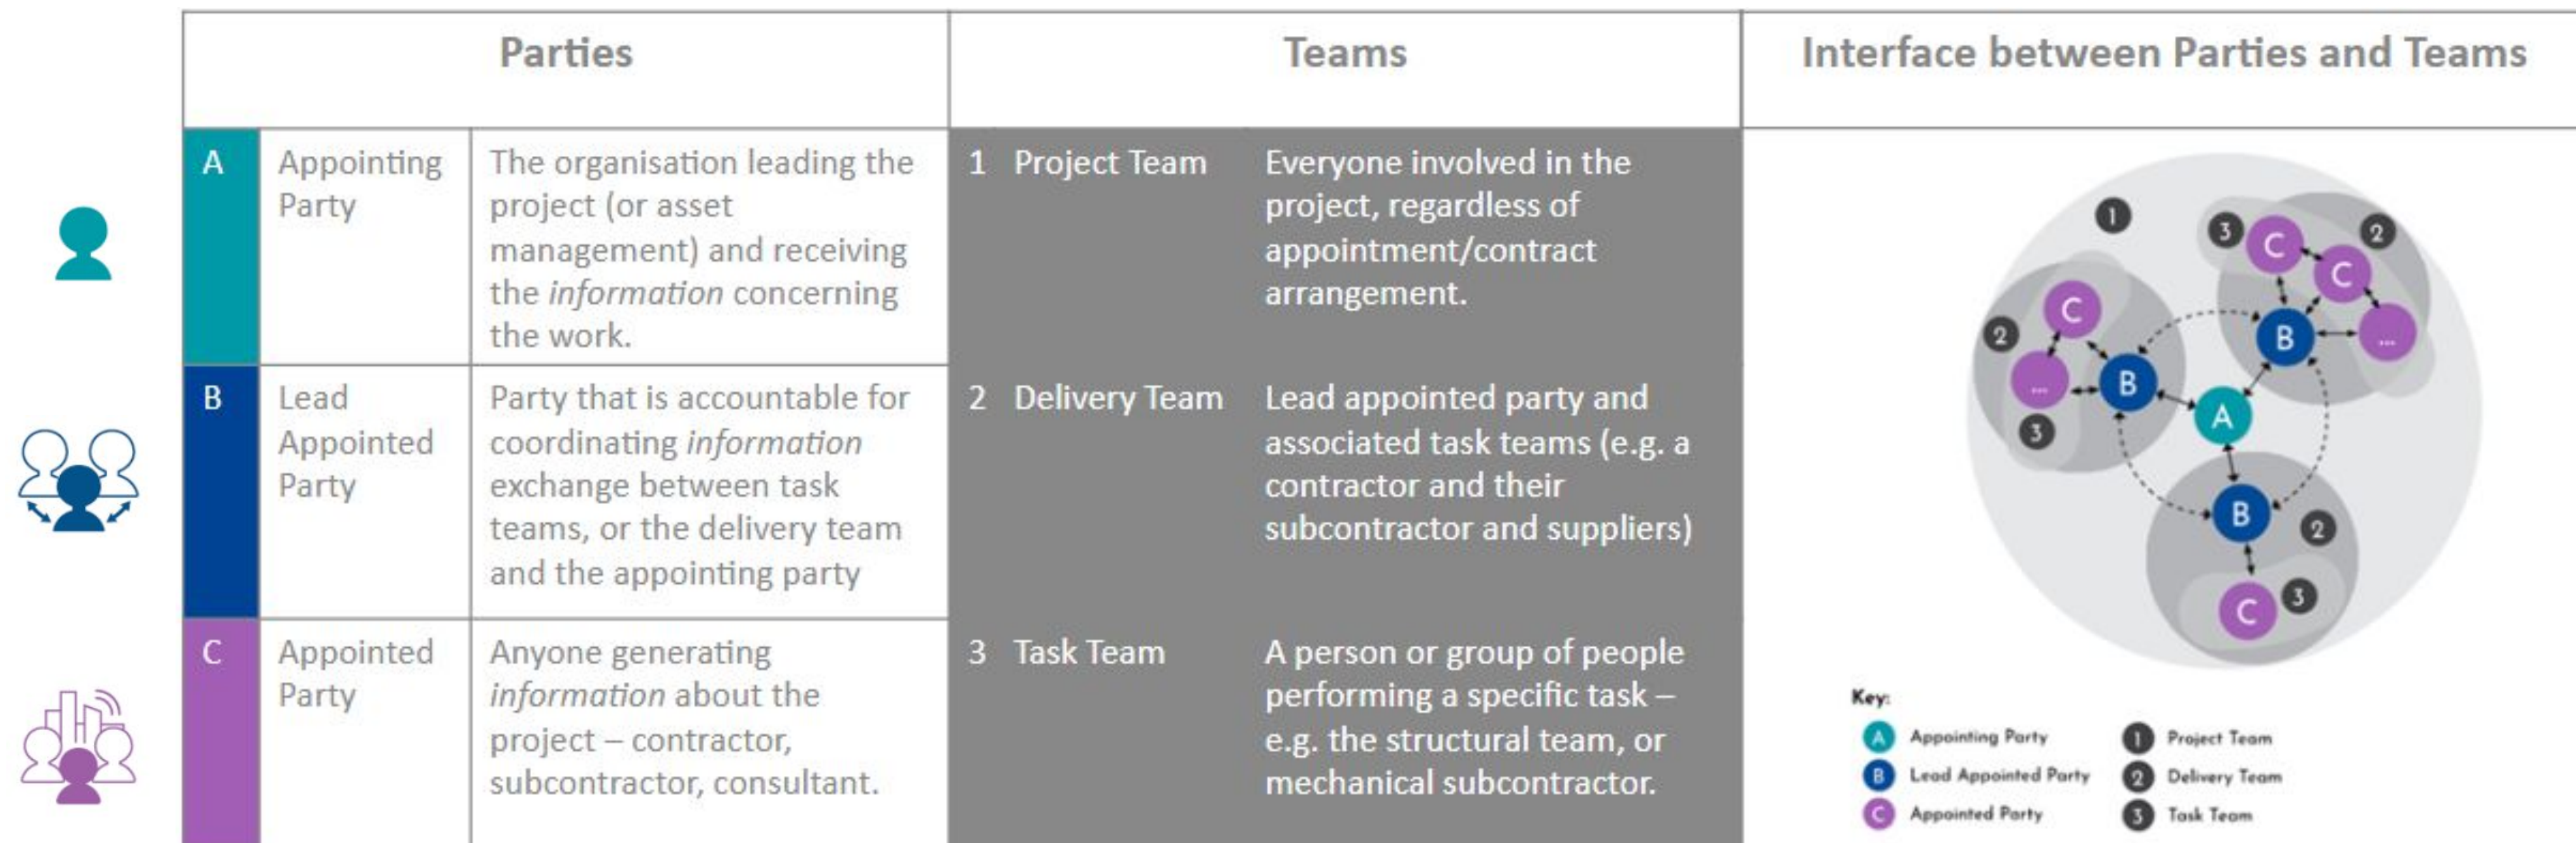 Parties
Teams
Interface between Parties and Teams
A
Appointing
Party
The organisation leading the
project (or asset
management) and receiving
the information concerning
the work.
1
Project Team
Everyone involved in the
project, regardless of
appointment/contract
arrangement.
B
Lead
Appointed
Party
Party that is accountable for
coordinating information
exchange between task
teams, or the delivery team
and the appointing party
2
Delivery Team
Lead appointed party and
associated task teams (e.g. a
contractor and their
subcontractor and suppliers)
C
Appointed
Party
Anyone generating
information about the
project – contractor,
subcontractor, consultant.
3
Task Team
A person or group of people
performing a specific task –
e.g. the structural team, or
mechanical subcontractor.
1
3
C
2
C
C
2
B
...
...
B
A
3
B
2
C
3
Key:
A Appointing Party
B Lead Appointed Party
C Appointed Party
1 Project Team
2 Delivery Team
3 Task Team